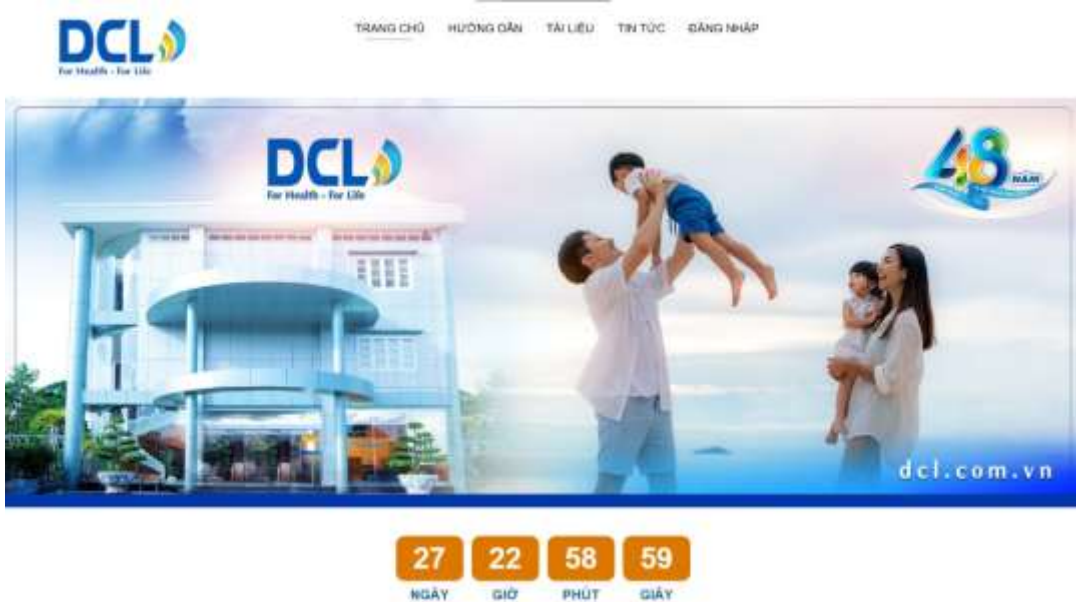 DCL
For Health - For Life
TRANG CHỦ HƯỚNG DẪN TÀI LIỆU TIN TỨC ĐĂNG NHẬP
DCL
For Health - For Life
48
NĂM
dcl.com.vn
27 22 58 59
NGÀY GIỜ PHÚT GIÂY